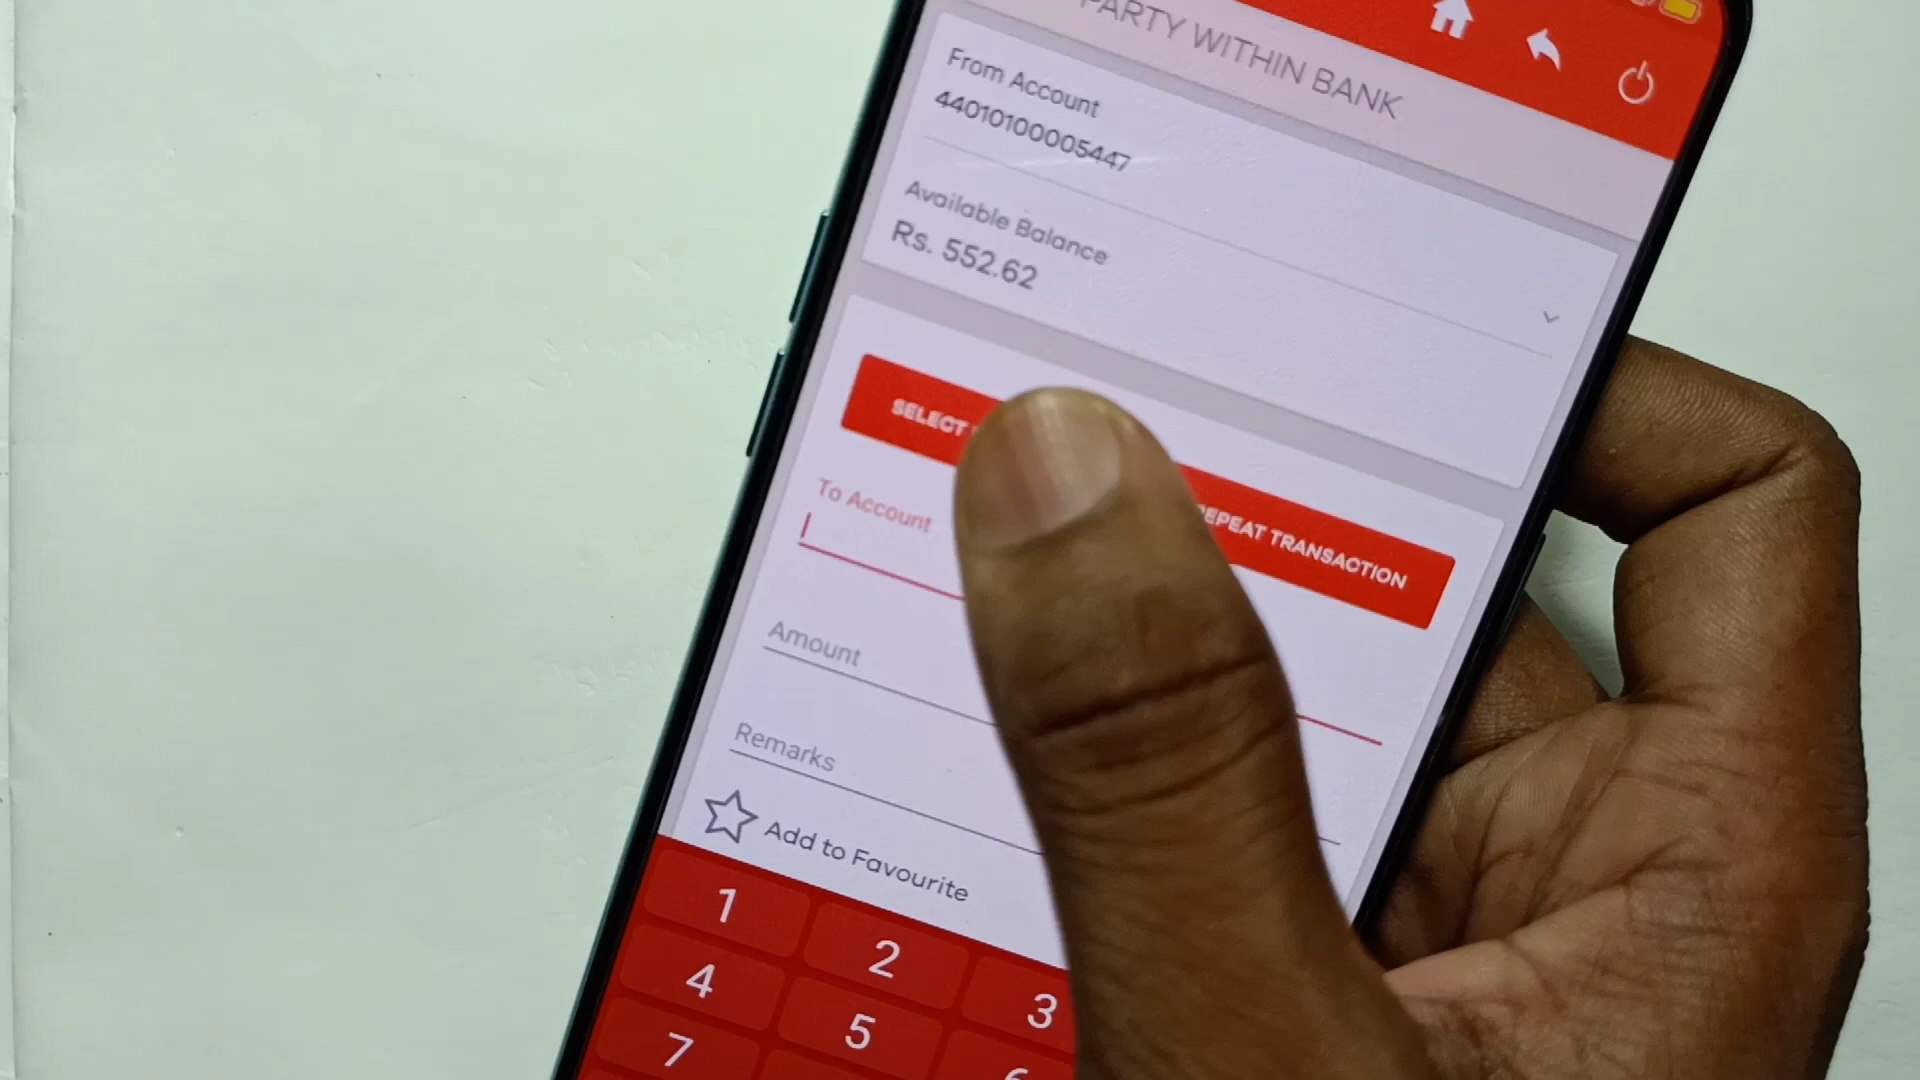 PARTY WITHIN BANK
From Account
44010100005447
Available Balance
Rs. 552.62
SELECT
REPEAT TRANSACTION
To Account
Amount
Remarks
Add to Favourite
1
2
3
4
5
6
7